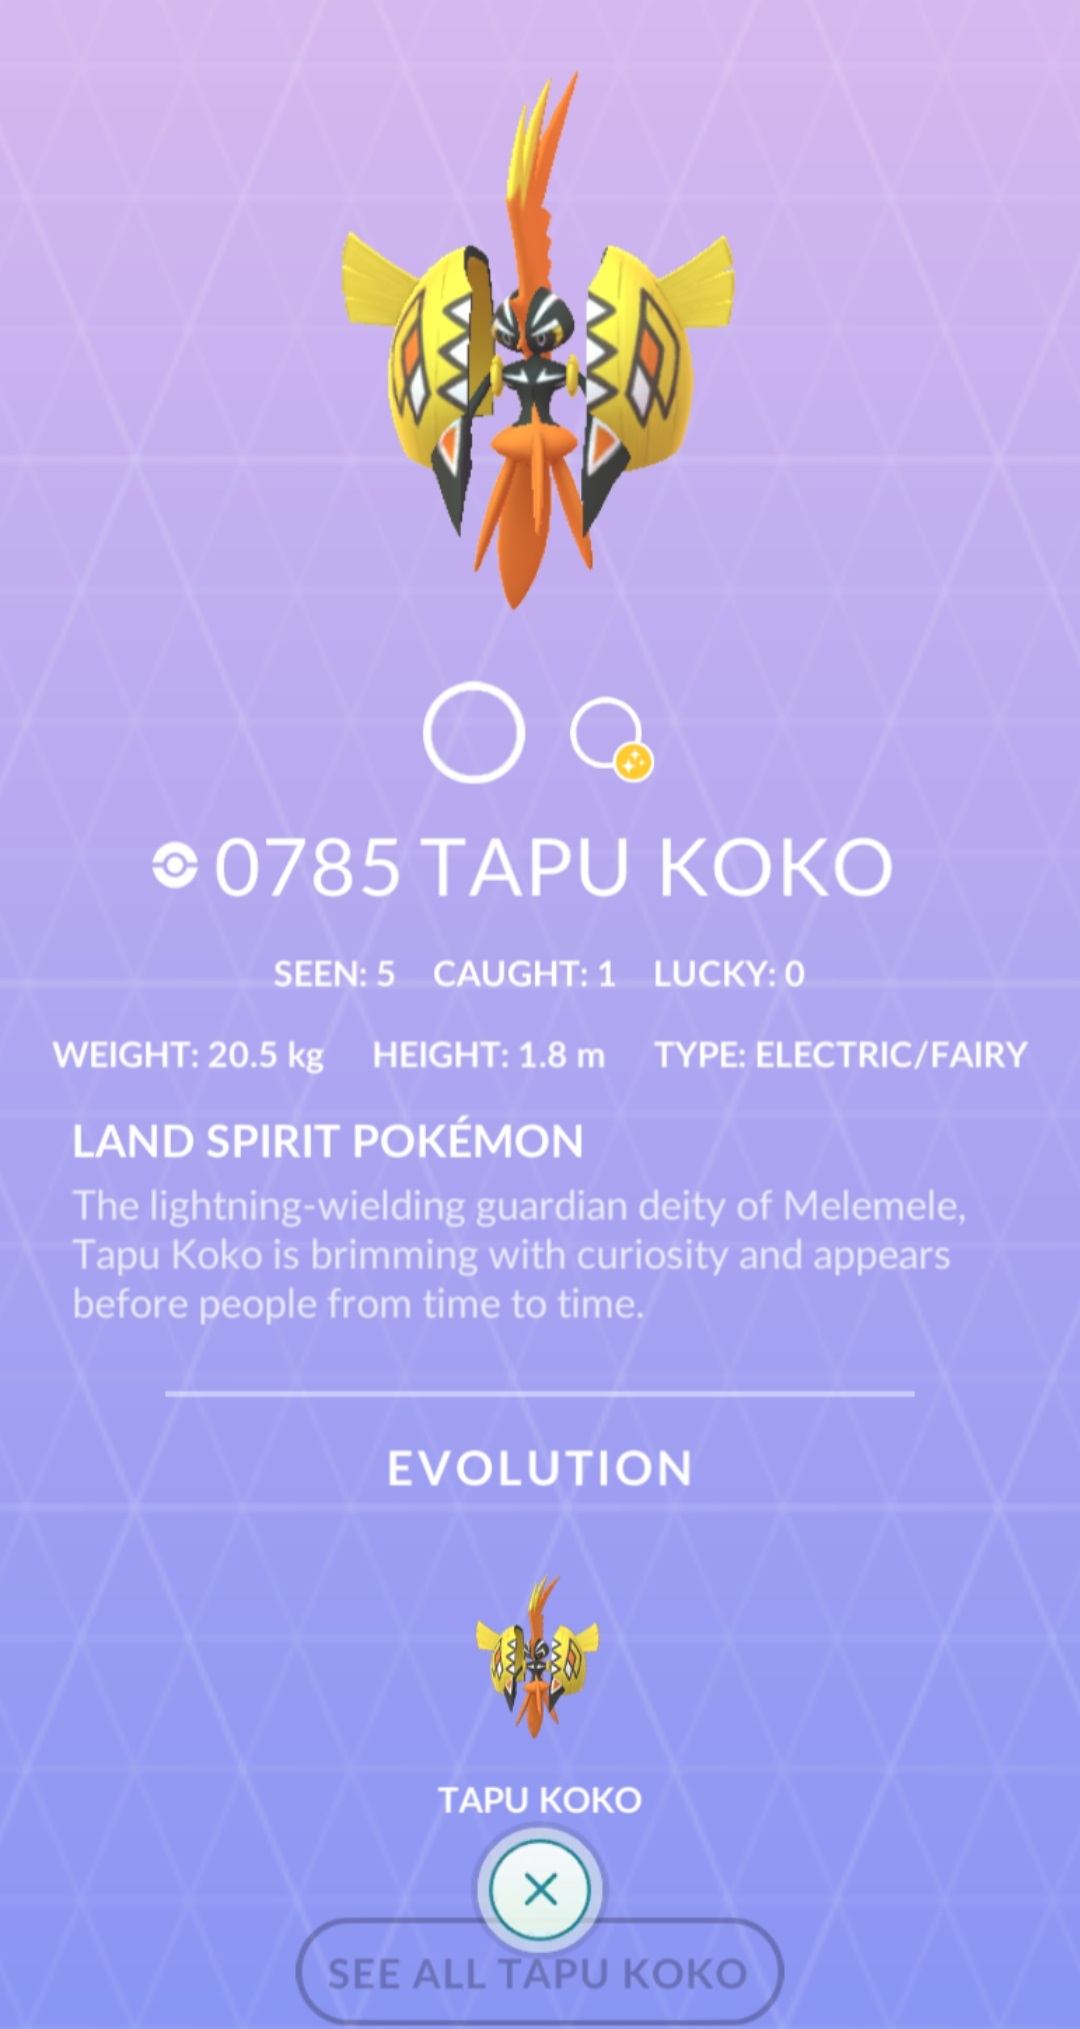 0785 TAPU KOKO
SEEN: 5 CAUGHT: 1 LUCKY: 0
WEIGHT: 20.5 kg HEIGHT: 1.8 m TYPE: ELECTRIC/FAIRY
LAND SPIRIT POKÉMON
The lightning-wielding guardian deity of Melemele,
Tapu Koko is brimming with curiosity and appears
before people from time to time.
EVOLUTION
TAPU KOKO
SEE ALL TAPU KOKO